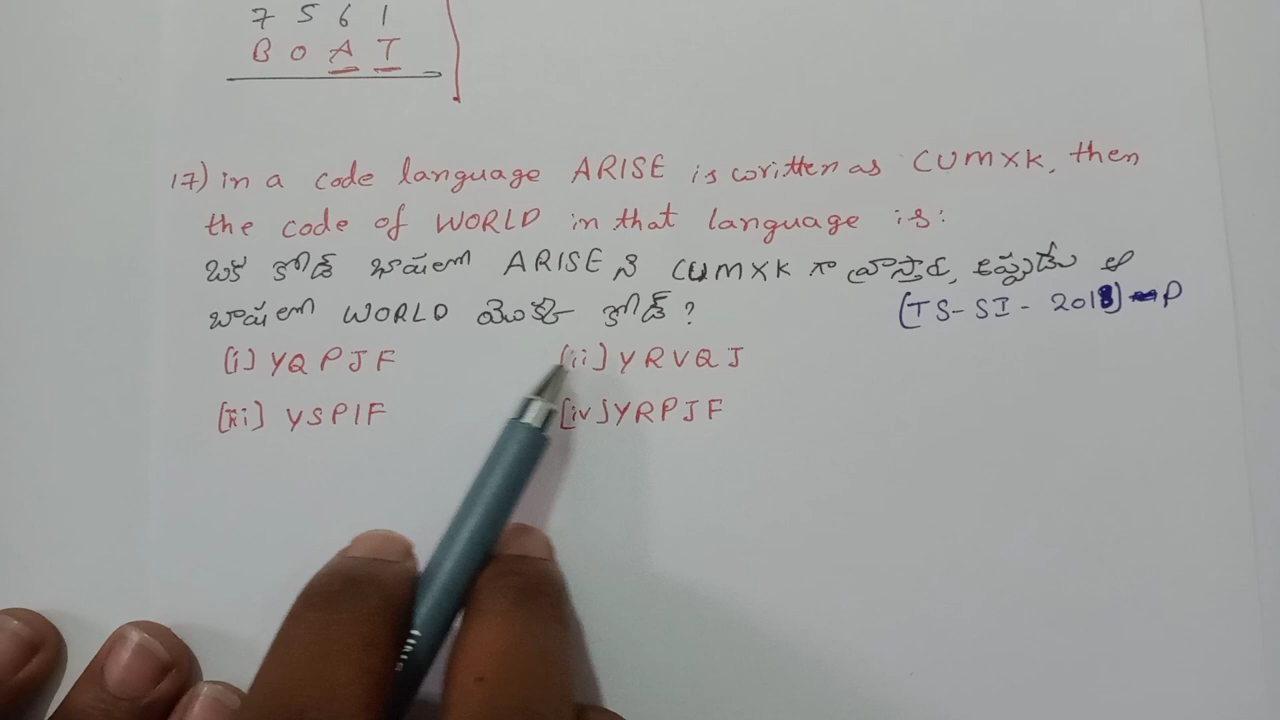 7 5 6 1
B O A T
17) in a code language ARISE is written as CUMXK, then
the code of WORLD in that language is:
ఒక కోడ్ భాషలో ARISE ని CUMXK గా వ్రాస్తారు, అప్పుడు ఆ
భాషలో WORLD యొక్క కోడ్ ?
(TS-SI-2018) P
(i) YQPJF (ii) YRVQJ
(iii) YSPIF (iv) YRPJF